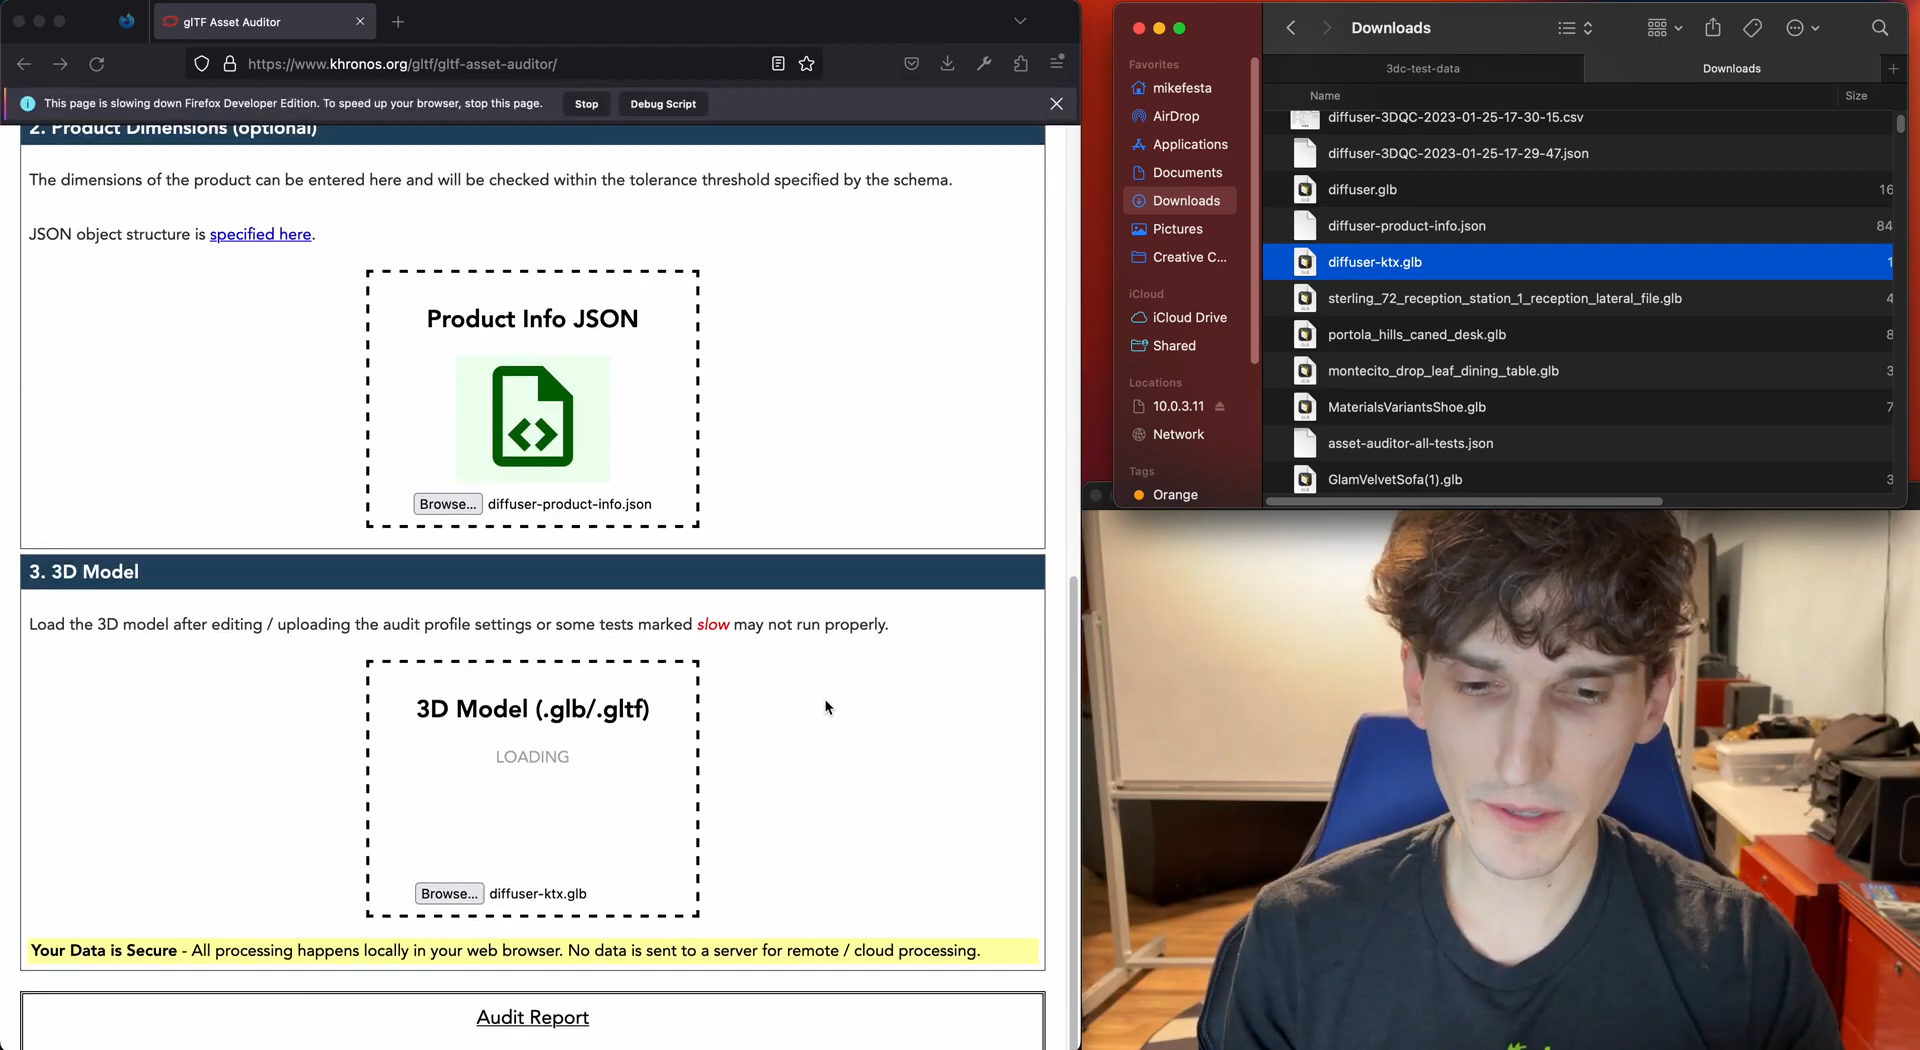 glTF Asset Auditor
https://www.khronos.org/gltf/gltf-asset-auditor/
This page is slowing down Firefox Developer Edition. To speed up your browser, stop this page.
Stop
Debug Script
2. Product Dimensions (optional)
The dimensions of the product can be entered here and will be checked within the tolerance threshold specified by the schema.
JSON object structure is specified here.
Product Info JSON
Browse... diffuser-product-info.json
3. 3D Model
Load the 3D model after editing / uploading the audit profile settings or some tests marked slow may not run properly.
3D Model (.glb/.gltf)
LOADING
Browse... diffuser-ktx.glb
Your Data is Secure - All processing happens locally in your web browser. No data is sent to a server for remote / cloud processing.
Audit Report
Favorites
mikefesta
AirDrop
Applications
Documents
Downloads
Pictures
Creative C...
iCloud
iCloud Drive
Shared
Locations
10.0.3.11
Network
Tags
Orange
Downloads
3dc-test-data
Downloads
Name
Size
diffuser-3DQC-2023-01-25-17-30-15.csv
diffuser-3DQC-2023-01-25-17-29-47.json
diffuser.glb
16
diffuser-product-info.json
84
diffuser-ktx.glb
1
sterling_72_reception_station_1_reception_lateral_file.glb
4
portola_hills_caned_desk.glb
8
montecito_drop_leaf_dining_table.glb
3
MaterialsVariantsShoe.glb
7
asset-auditor-all-tests.json
GlamVelvetSofa(1).glb
3